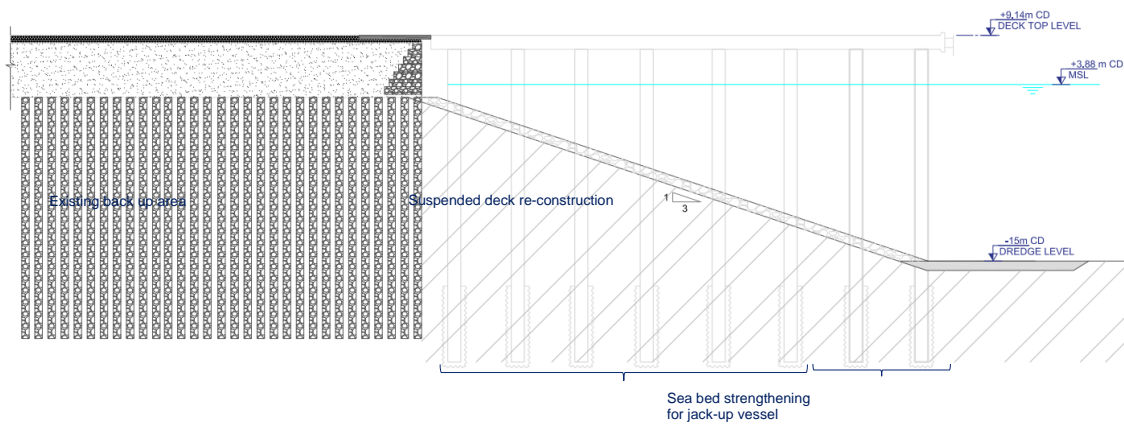 +9,14m CD
DECK TOP LEVEL
+3,88 m CD
MSL
Existing back up area
Suspended deck re-construction
1
3
-15m CD
DREDGE LEVEL
Sea bed strengthening
for jack-up vessel